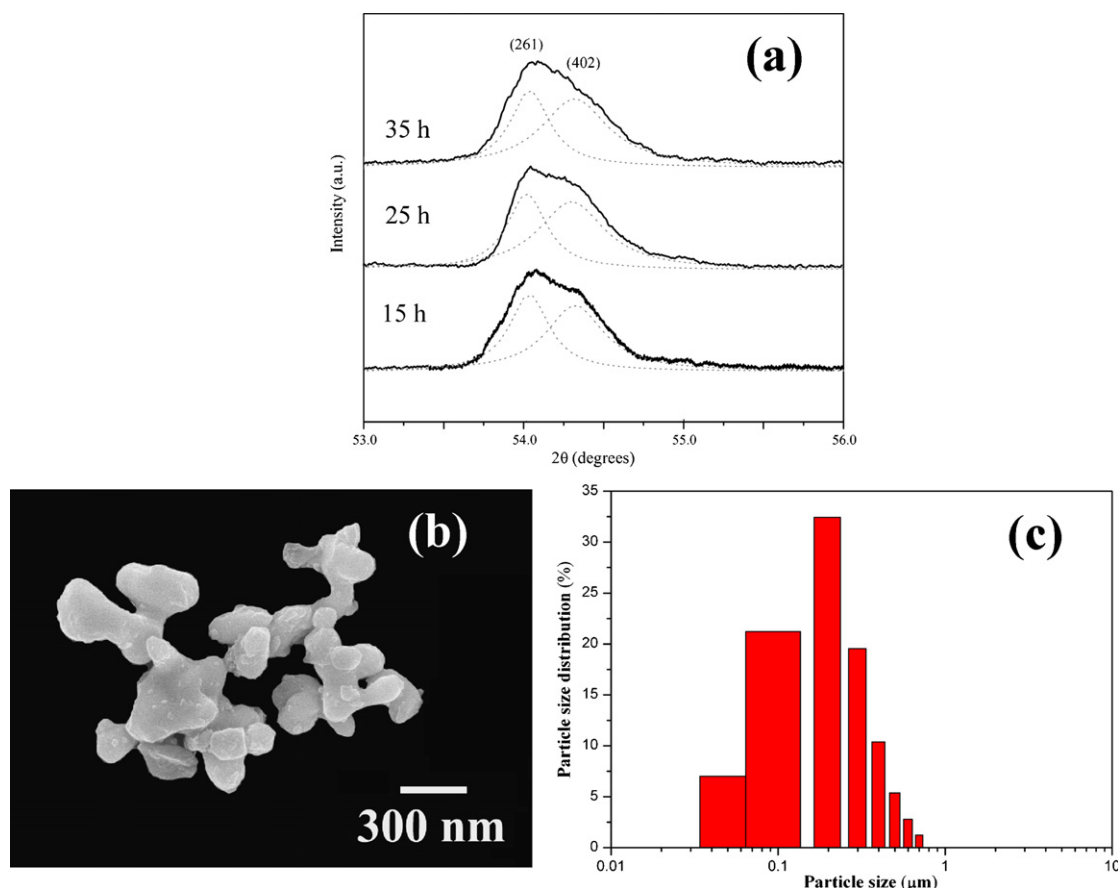 (a)
(261)
(402)
35 h
25 h
15 h
Intensity (a.u.)
53.0 54.0 55.0 56.0
2θ (degrees)
(b)
300 nm
(c)
35
30
25
20
15
10
5
0
Particle size distribution (%)
0.01 0.1 1 10
Particle size (μm)